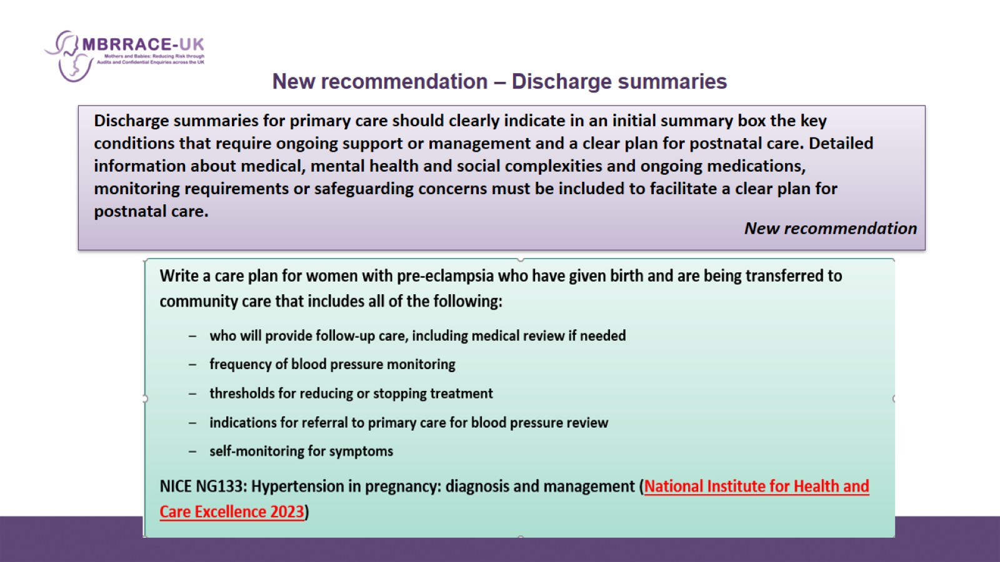 MBRRACE-UK
Mothers and Babies: Reducing Risk through
Audits and Confidential Enquiries across the UK
New recommendation – Discharge summaries
Discharge summaries for primary care should clearly indicate in an initial summary box the key
conditions that require ongoing support or management and a clear plan for postnatal care. Detailed
information about medical, mental health and social complexities and ongoing medications,
monitoring requirements or safeguarding concerns must be included to facilitate a clear plan for
postnatal care.
New recommendation
Write a care plan for women with pre-eclampsia who have given birth and are being transferred to
community care that includes all of the following:
– who will provide follow-up care, including medical review if needed
– frequency of blood pressure monitoring
– thresholds for reducing or stopping treatment
– indications for referral to primary care for blood pressure review
– self-monitoring for symptoms
NICE NG133: Hypertension in pregnancy: diagnosis and management (National Institute for Health and
Care Excellence 2023)